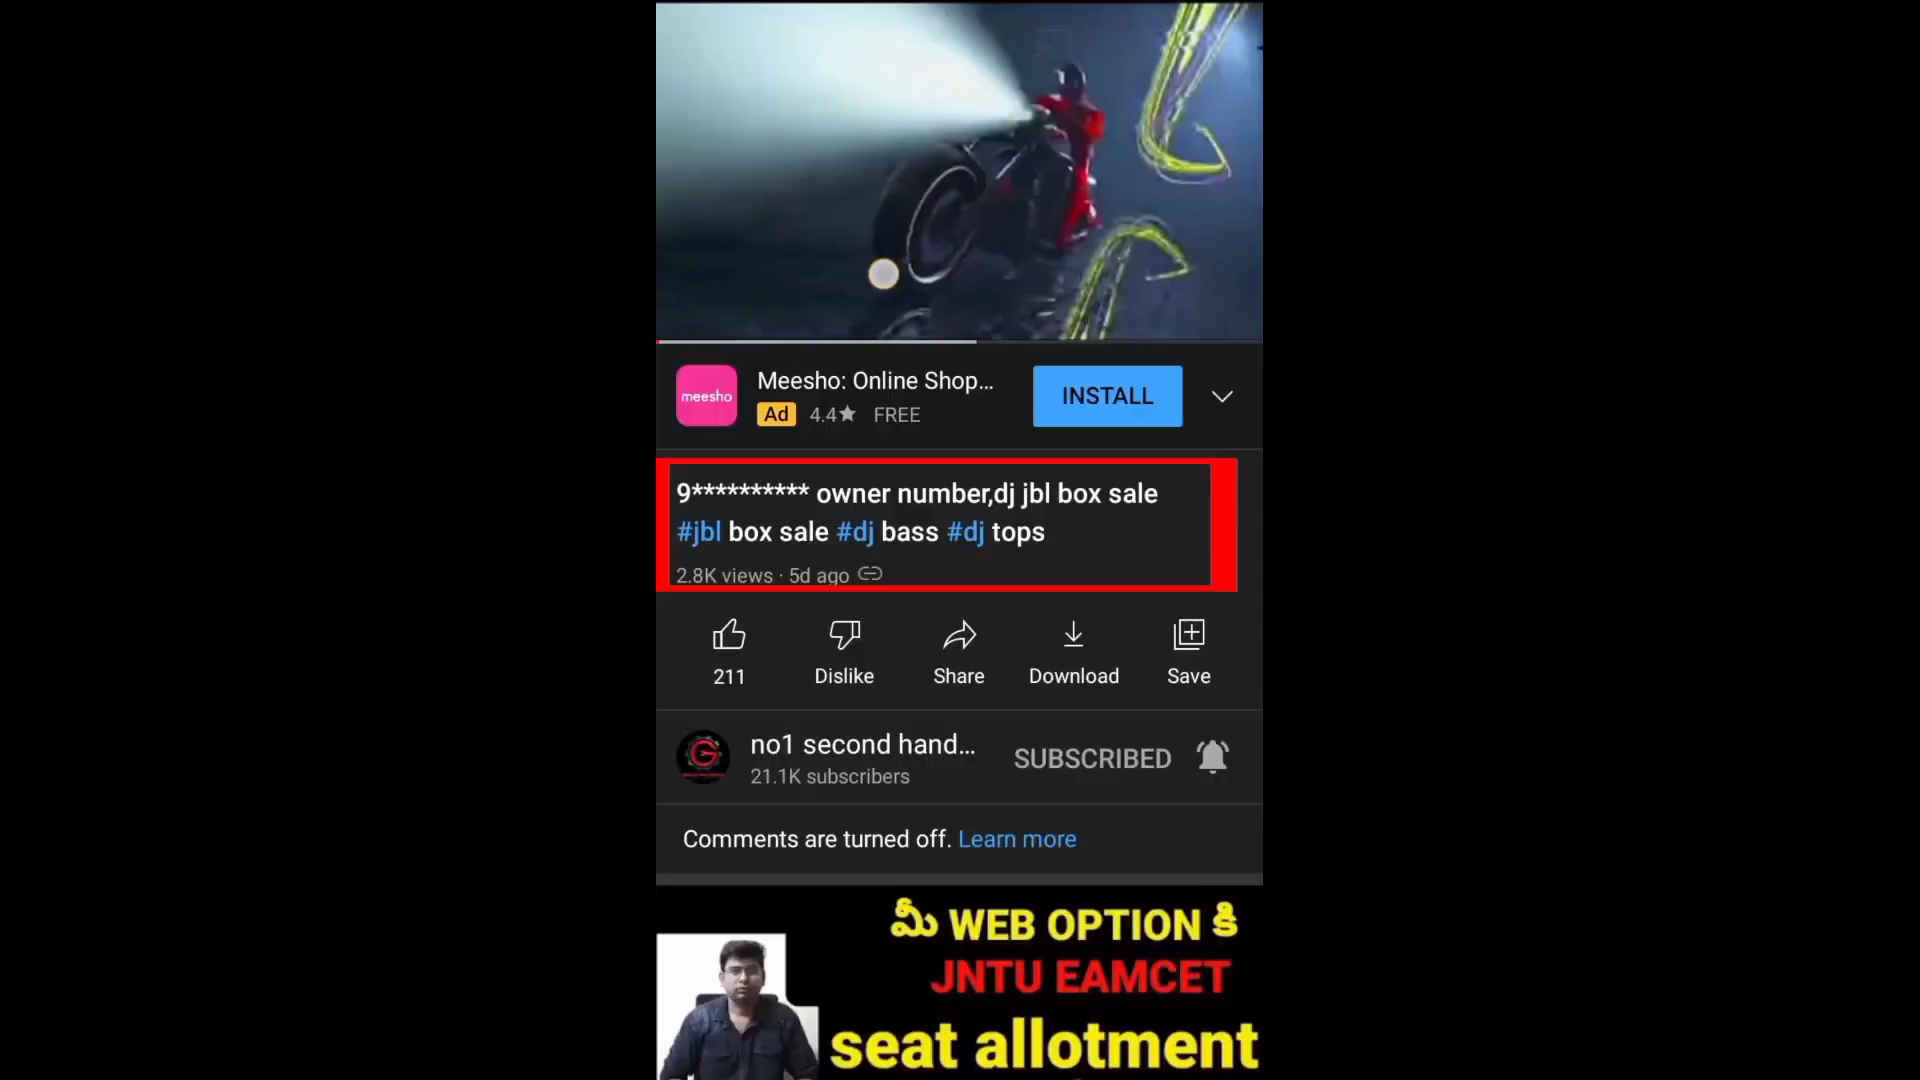 meesho
Meesho: Online Shop...
Ad 4.4★ FREE
INSTALL
9********** owner number,dj jbl box sale
#jbl box sale #dj bass #dj tops
2.8K views · 5d ago
211
Dislike
Share
Download
Save
no1 second hand...
21.1K subscribers
SUBSCRIBED
Comments are turned off. Learn more
మీ WEB OPTION కి
JNTU EAMCET
seat allotment